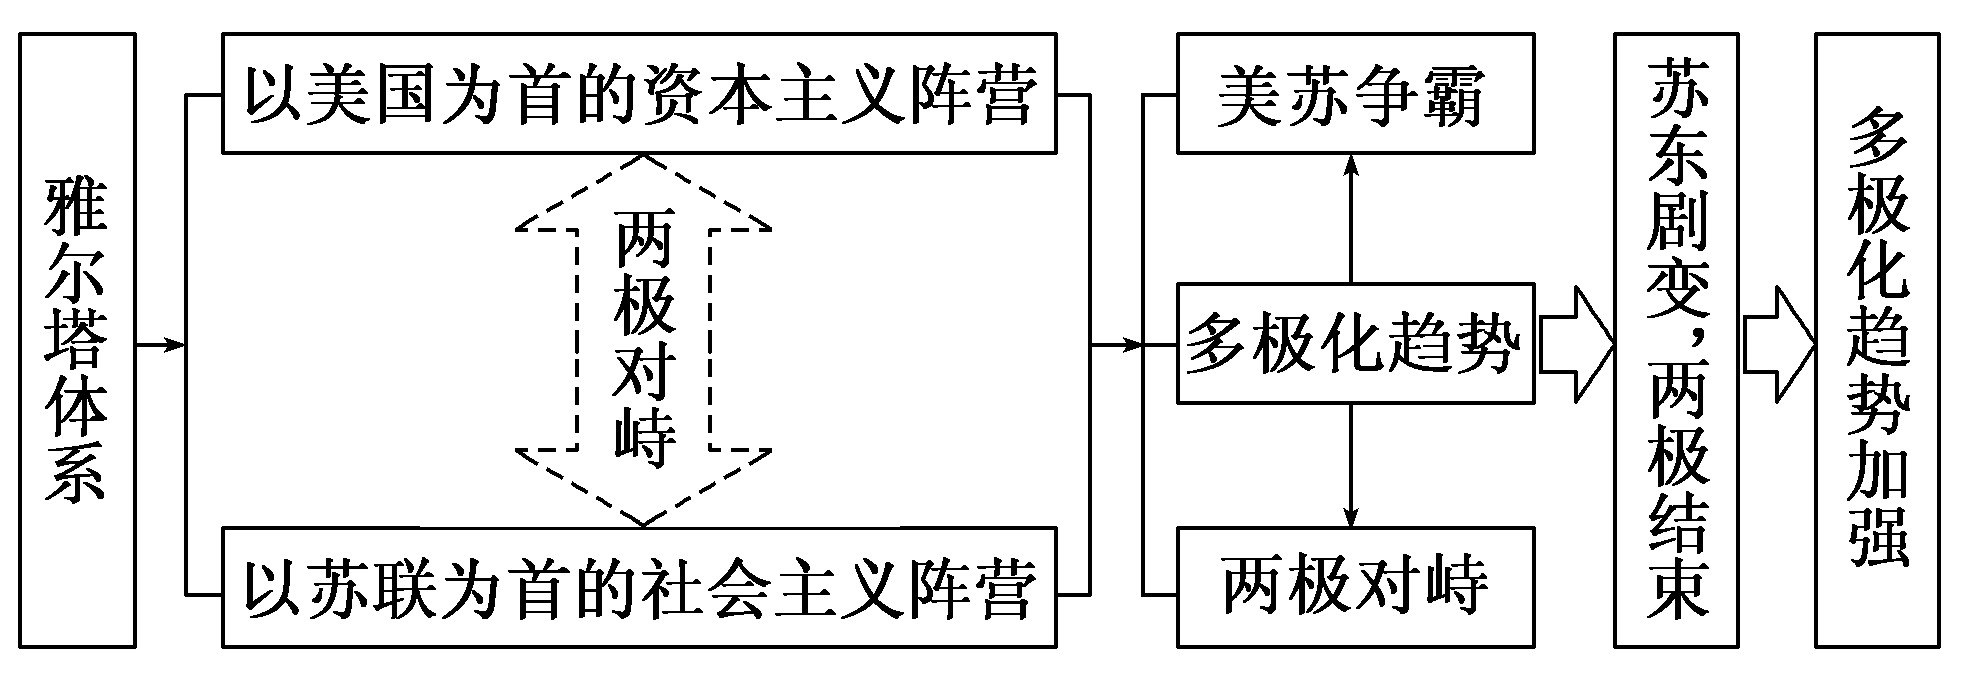 雅尔塔体系
以美国为首的资本主义阵营
两极对峙
以苏联为首的社会主义阵营
美苏争霸
多极化趋势
两极对峙
苏东剧变，两极结束
多极化趋势加强